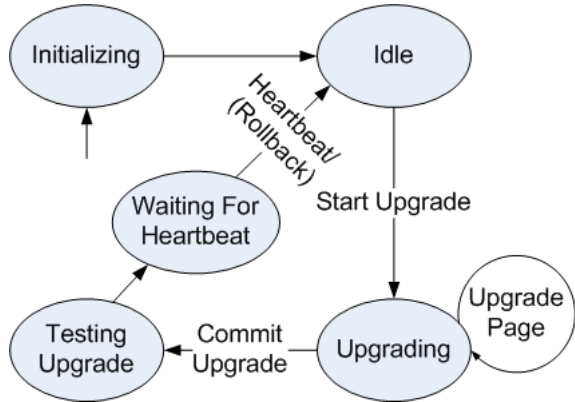 Initializing
Idle
Heartbeat/
(Rollback)
Waiting For
Heartbeat
Start Upgrade
Upgrade
Page
Testing
Upgrade
Commit
Upgrade
Upgrading